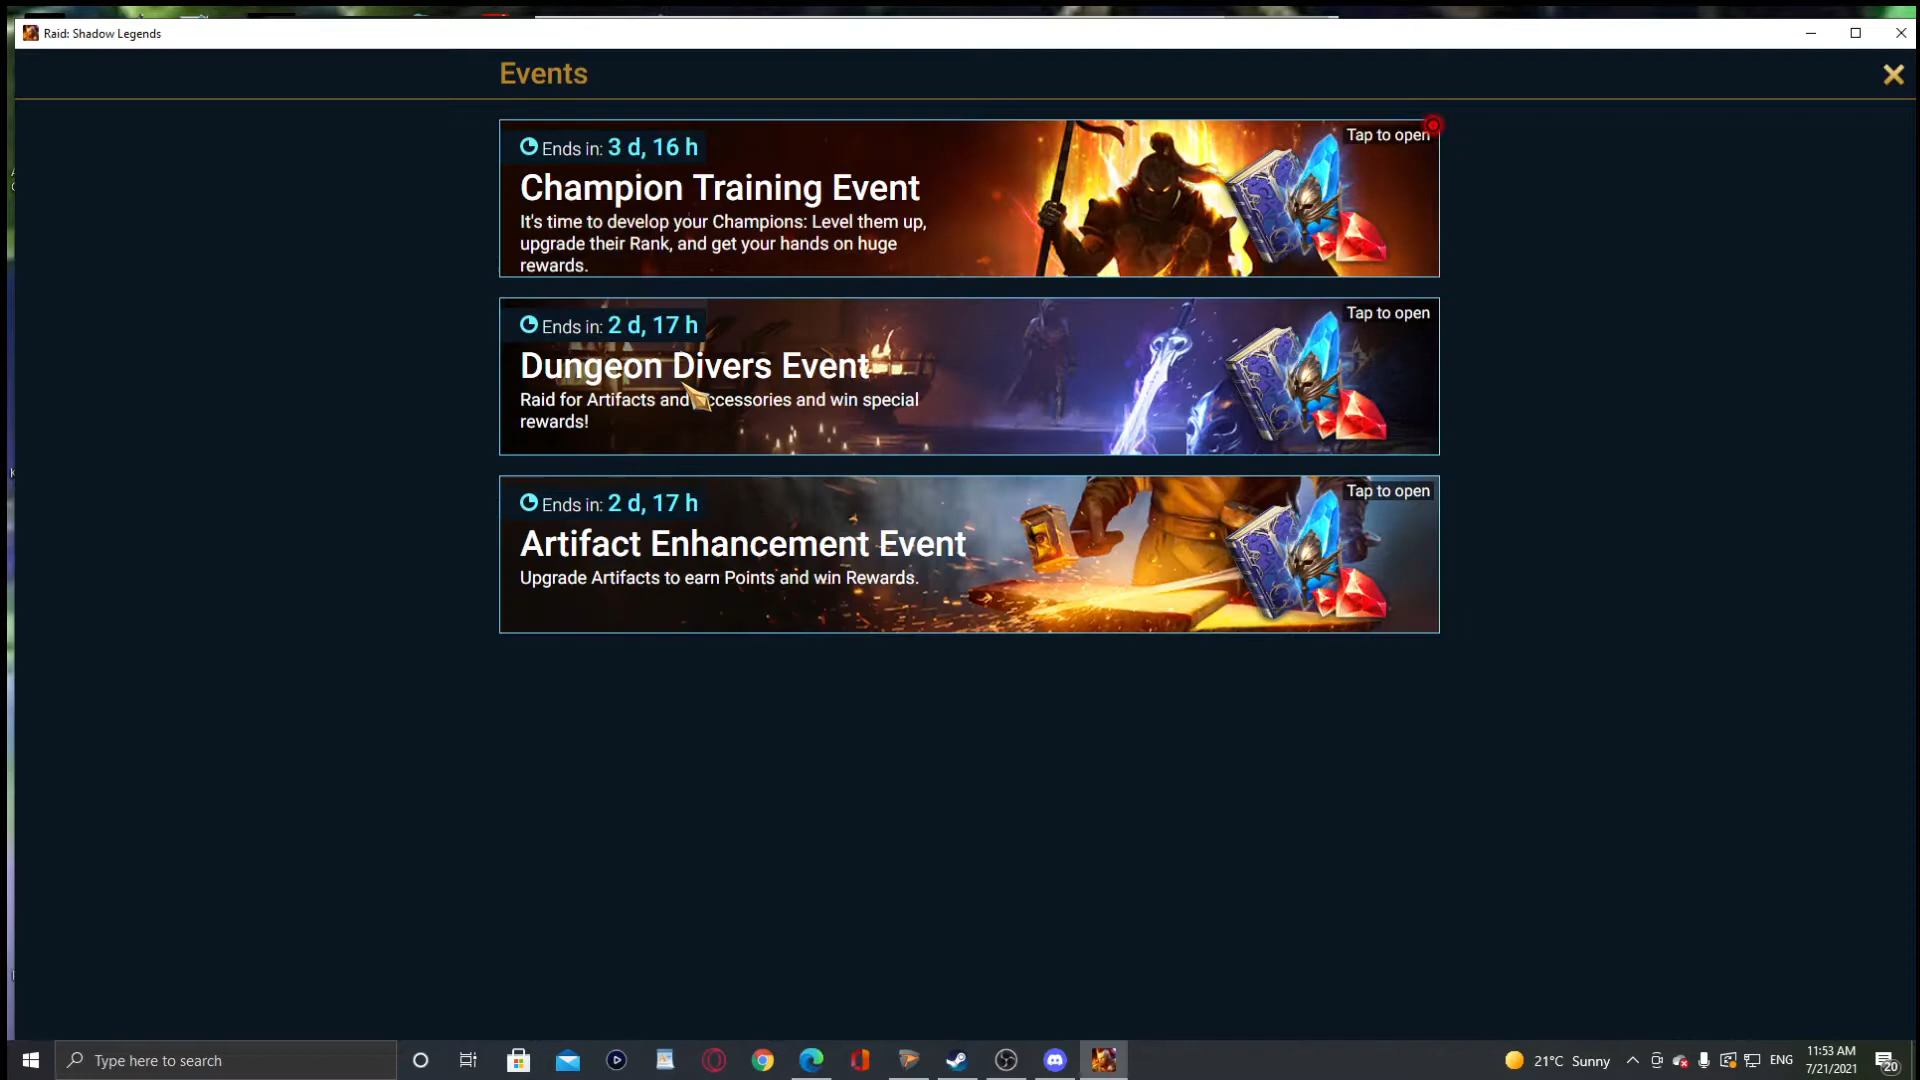 Raid: Shadow Legends
Events
Ends in: 3 d, 16 h
Tap to open
Champion Training Event
It's time to develop your Champions: Level them up,
upgrade their Rank, and get your hands on huge
rewards.
Ends in: 2 d, 17 h
Tap to open
Dungeon Divers Event
Raid for Artifacts and ccessories and win special
rewards!
Ends in: 2 d, 17 h
Tap to open
Artifact Enhancement Event
Upgrade Artifacts to earn Points and win Rewards.
Type here to search
21°C Sunny
ENG
11:53 AM
7/21/2021
20